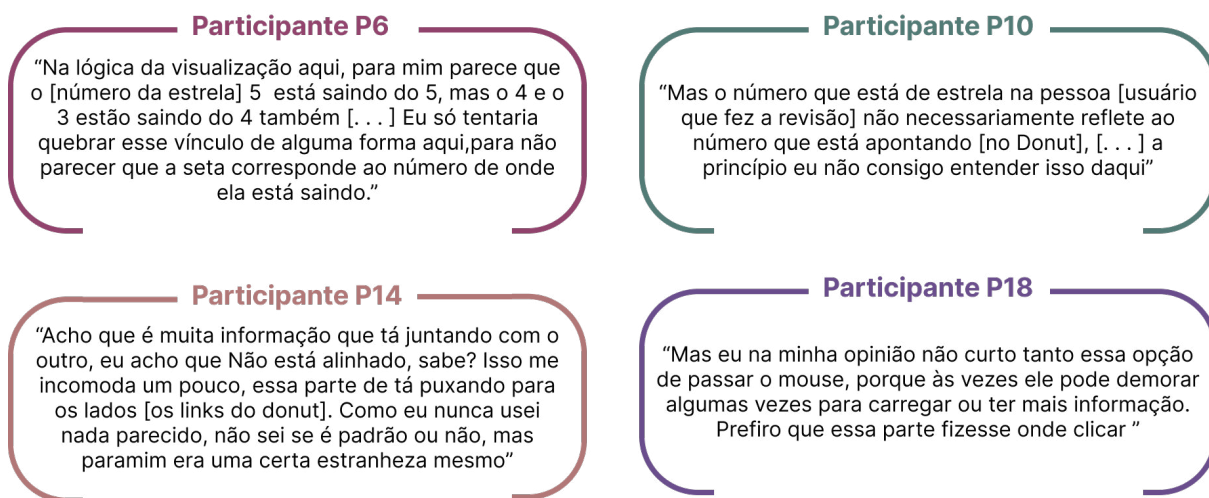 Participante P6
“Na lógica da visualização aqui, para mim parece que
o [número da estrela] 5 está saindo do 5, mas o 4 e o
3 estão saindo do 4 também [. . . ] Eu só tentaria
quebrar esse vínculo de alguma forma aqui,para não
parecer que a seta corresponde ao número de onde
ela está saindo.”
Participante P10
“Mas o número que está de estrela na pessoa [usuário
que fez a revisão] não necessariamente reflete ao
número que está apontando [no Donut], [. . . ] a
princípio eu não consigo entender isso daqui”
Participante P14
“Acho que é muita informação que tá juntando com o
outro, eu acho que Não está alinhado, sabe? Isso me
incomoda um pouco, essa parte de tá puxando para
os lados [os links do donut]. Como eu nunca usei
nada parecido, não sei se é padrão ou não, mas
paramim era uma certa estranheza mesmo”
Participante P18
“Mas eu na minha opinião não curto tanto essa opção
de passar o mouse, porque às vezes ele pode demorar
algumas vezes para carregar ou ter mais informação.
Prefiro que essa parte fizesse onde clicar ”